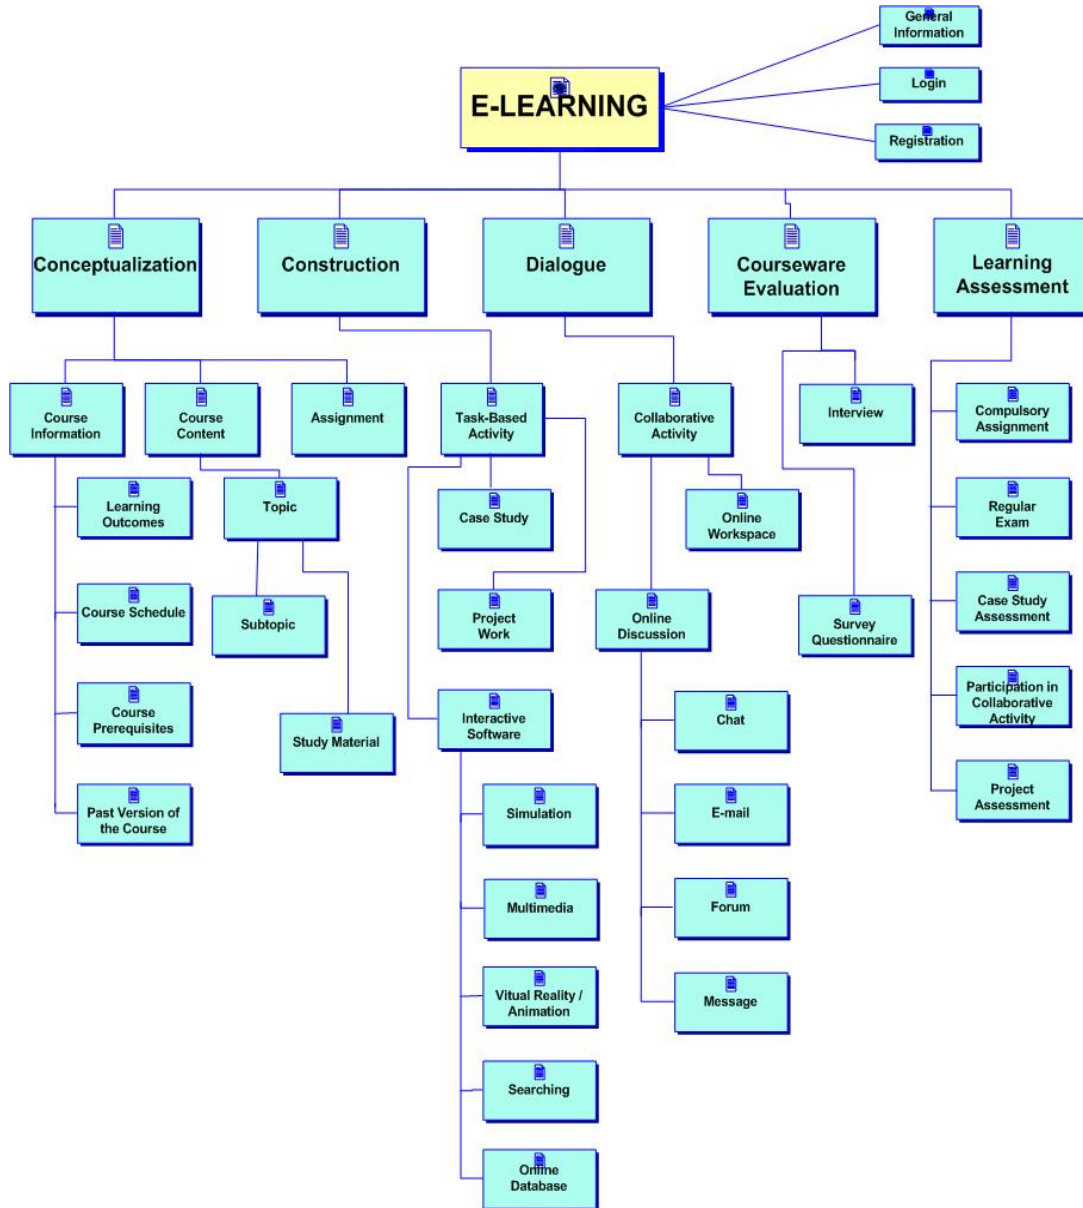 General
Information
E-LEARNING
Login
Registration
Conceptualization
Construction
Dialogue
Courseware
Evaluation
Learning
Assessment
Course
Information
Course
Content
Assignment
Task-Based
Activity
Collaborative
Activity
Interview
Compulsory
Assignment
Learning
Outcomes
Topic
Case Study
Online
Workspace
Regular
Exam
Course Schedule
Subtopic
Project
Work
Online
Discussion
Survey
Questionnaire
Case Study
Assessment
Course
Prerequisites
Study Material
Interactive
Software
Chat
Participation in
Collaborative
Activity
Past Version of
the Course
Simulation
E-mail
Project
Assessment
Multimedia
Forum
Vitual Reality /
Animation
Message
Searching
Online
Database